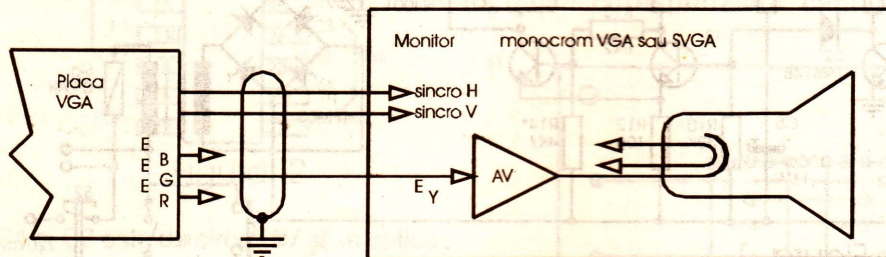 Monitor monocrom VGA sau SVGA
Placa
VGA
sincro H
sincro V
E B
E G
E R
E Y
AV